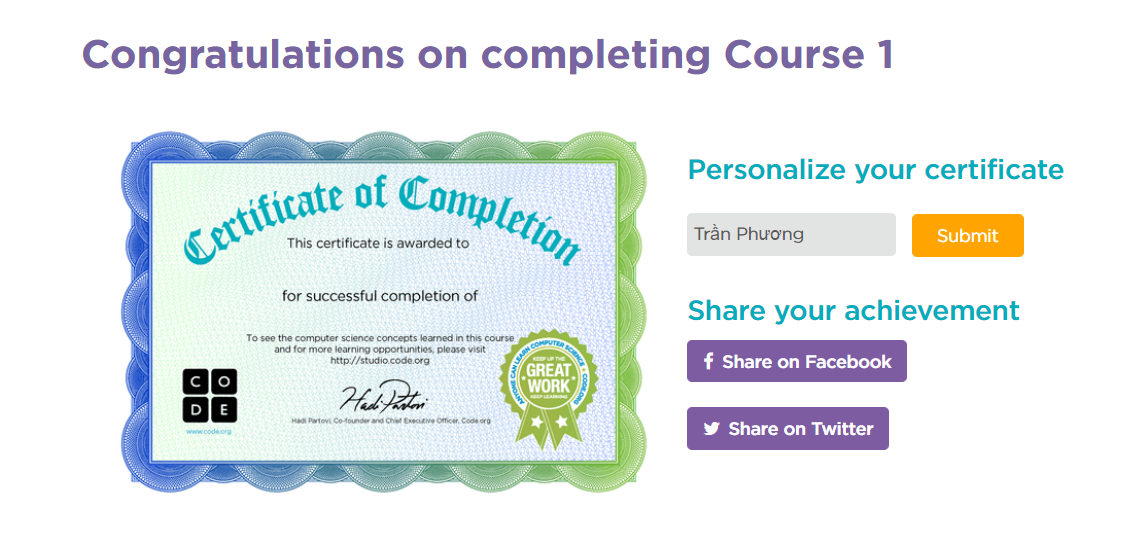 Congratulations on completing Course 1
Certificate of Completion
This certificate is awarded to
for successful completion of
To see the computer science concepts learned in this course
and for more learning opportunities, please visit
http://studio.code.org
C O
D E
www.code.org
Hadi Partovi
Hadi Partovi, Co-founder and Chief Executive Officer, Code.org
ANYONE CAN LEARN COMPUTER SCIENCE • CODE.ORG
KEEP UP THE
GREAT
WORK
KEEP LEARNING
Personalize your certificate
Trần Phương
Submit
Share your achievement
f Share on Facebook
Share on Twitter